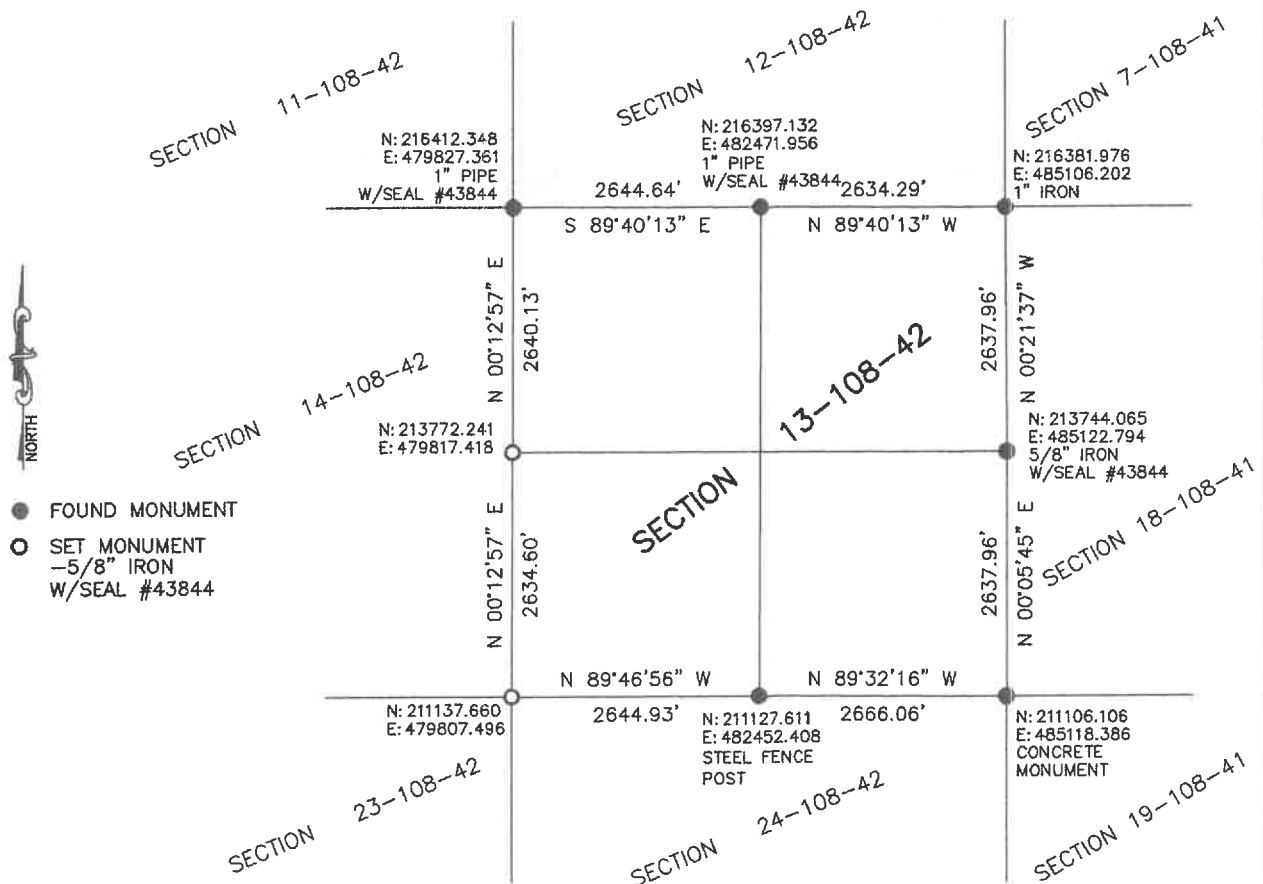 SECTION 11-108-42
SECTION 12-108-42
SECTION 7-108-41
N: 216412.348
E: 479827.361
1" PIPE
W/SEAL #43844
N: 216397.132
E: 482471.956
1" PIPE
W/SEAL #43844
N: 216381.976
E: 485106.202
1" IRON
2644.64'
2634.29'
S 89°40'13" E
N 89°40'13" W
N 00°12'57" E
2640.13'
2637.96'
N 00°21'37" W
NORTH
SECTION 14-108-42
SECTION 13-108-42
N: 213772.241
E: 479817.418
N: 213744.065
E: 485122.794
5/8" IRON
W/SEAL #43844
FOUND MONUMENT
SET MONUMENT
-5/8" IRON
W/SEAL #43844
N 00°12'57" E
2634.60'
2637.96'
N 00°05'45" E
SECTION 18-108-41
N 89°46'56" W
N 89°32'16" W
2644.93'
2666.06'
N: 211137.660
E: 479807.496
N: 211127.611
E: 482452.408
STEEL FENCE
POST
N: 211106.106
E: 485118.386
CONCRETE
MONUMENT
SECTION 23-108-42
SECTION 24-108-42
SECTION 19-108-41